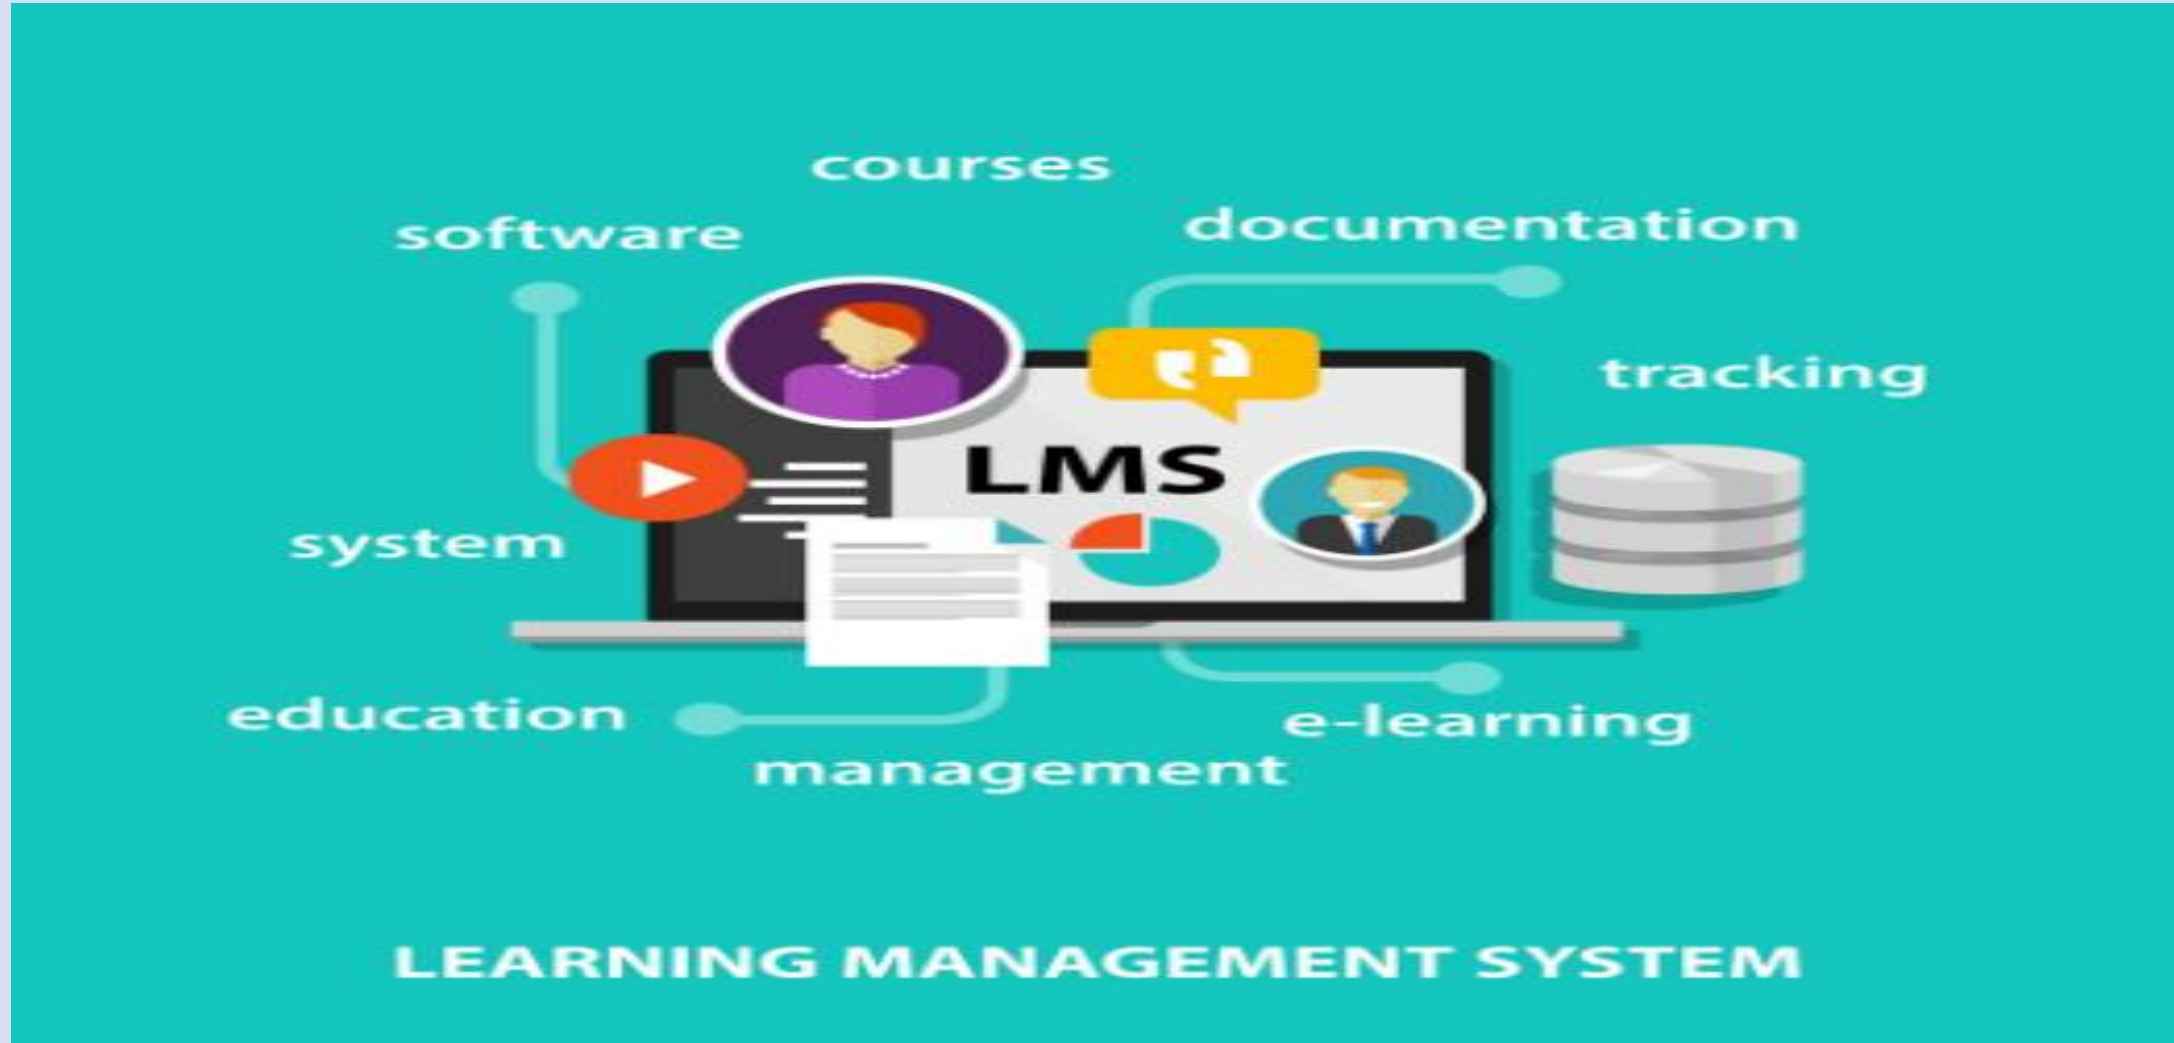 courses
software
documentation
tracking
LMS
system
education
e-learning
management
LEARNING MANAGEMENT SYSTEM